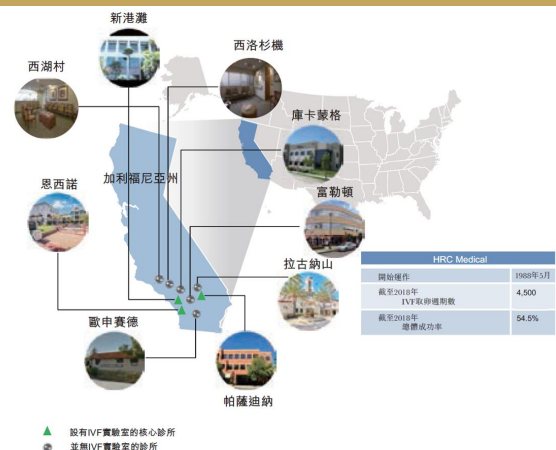 新港灘
西洛杉磯
西湖村
庫卡蒙格
加利福尼亞州
恩西諾
富勒頓
拉古納山
HRC Medical
開始運作
1988年5月
截至2018年
IVF取卵週期數
4,500
截至2018年
總體成功率
54.5%
歐申賽德
帕薩迪納
設有IVF實驗室的核心診所
並無IVF實驗室的診所